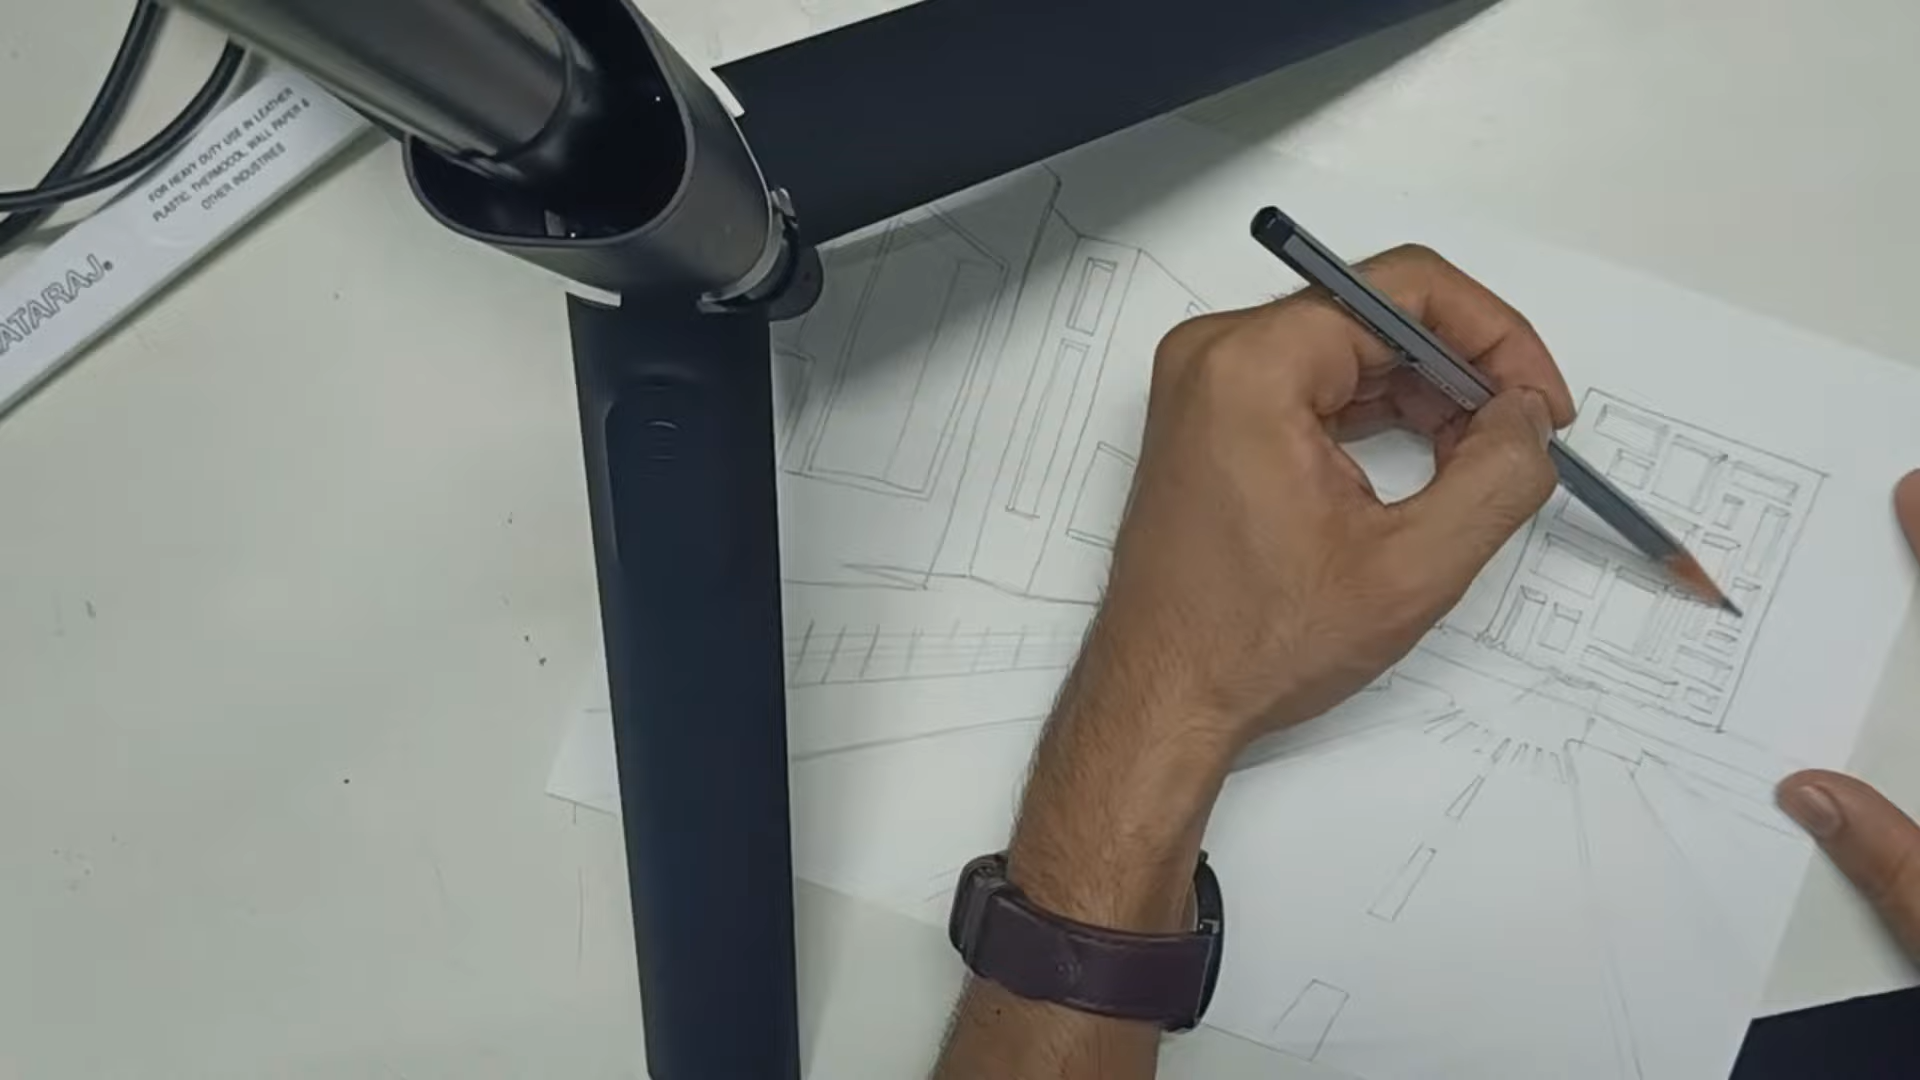 FOR HEAVY DUTY USE IN LEATHER
PLASTIC, THERMOCOL, WALL PAPER &
OTHER INDUSTRIES
ATARAJ